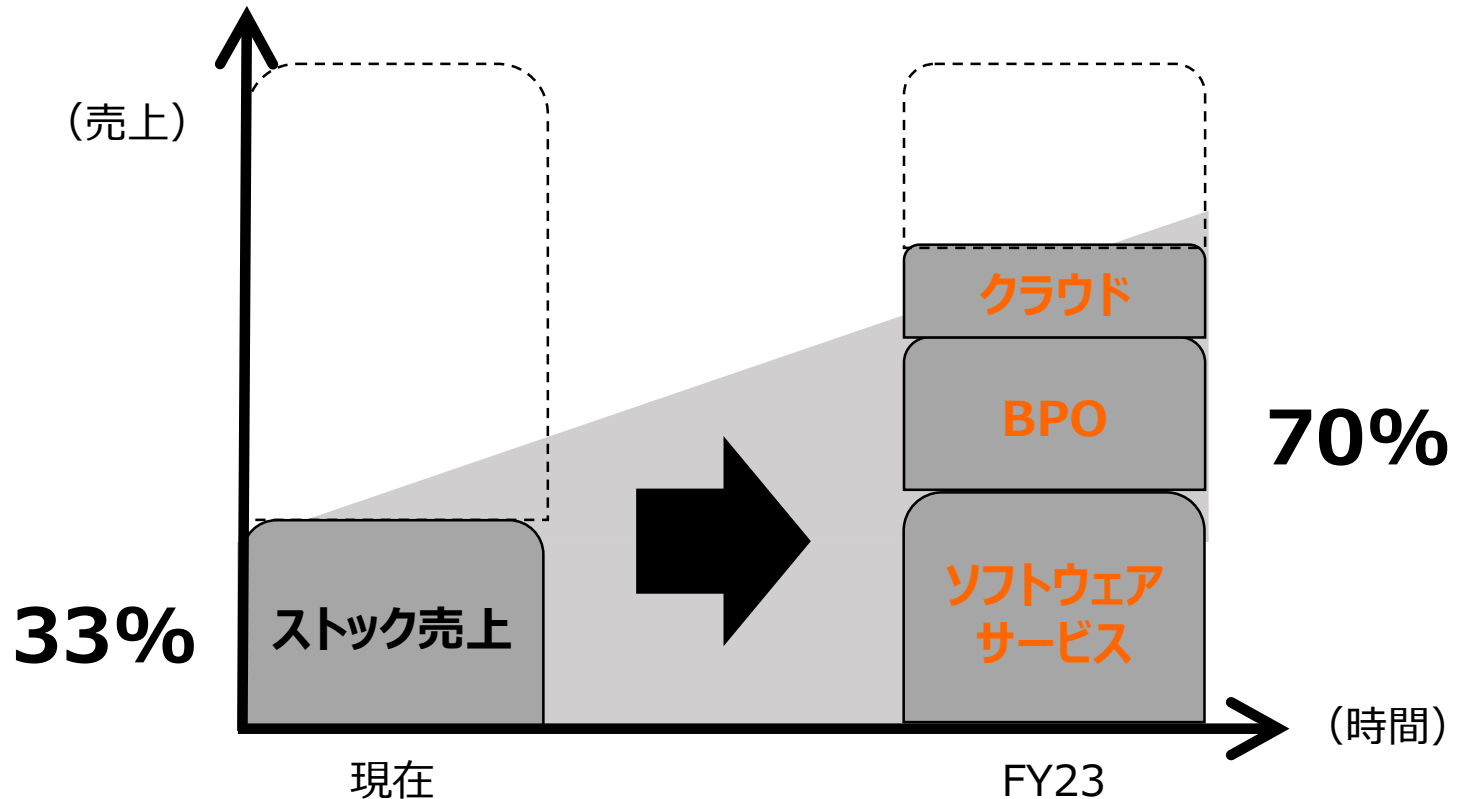 （売上）
クラウド
BPO
70%
ソフトウェア
サービス
33%
ストック売上
（時間）
現在
FY23